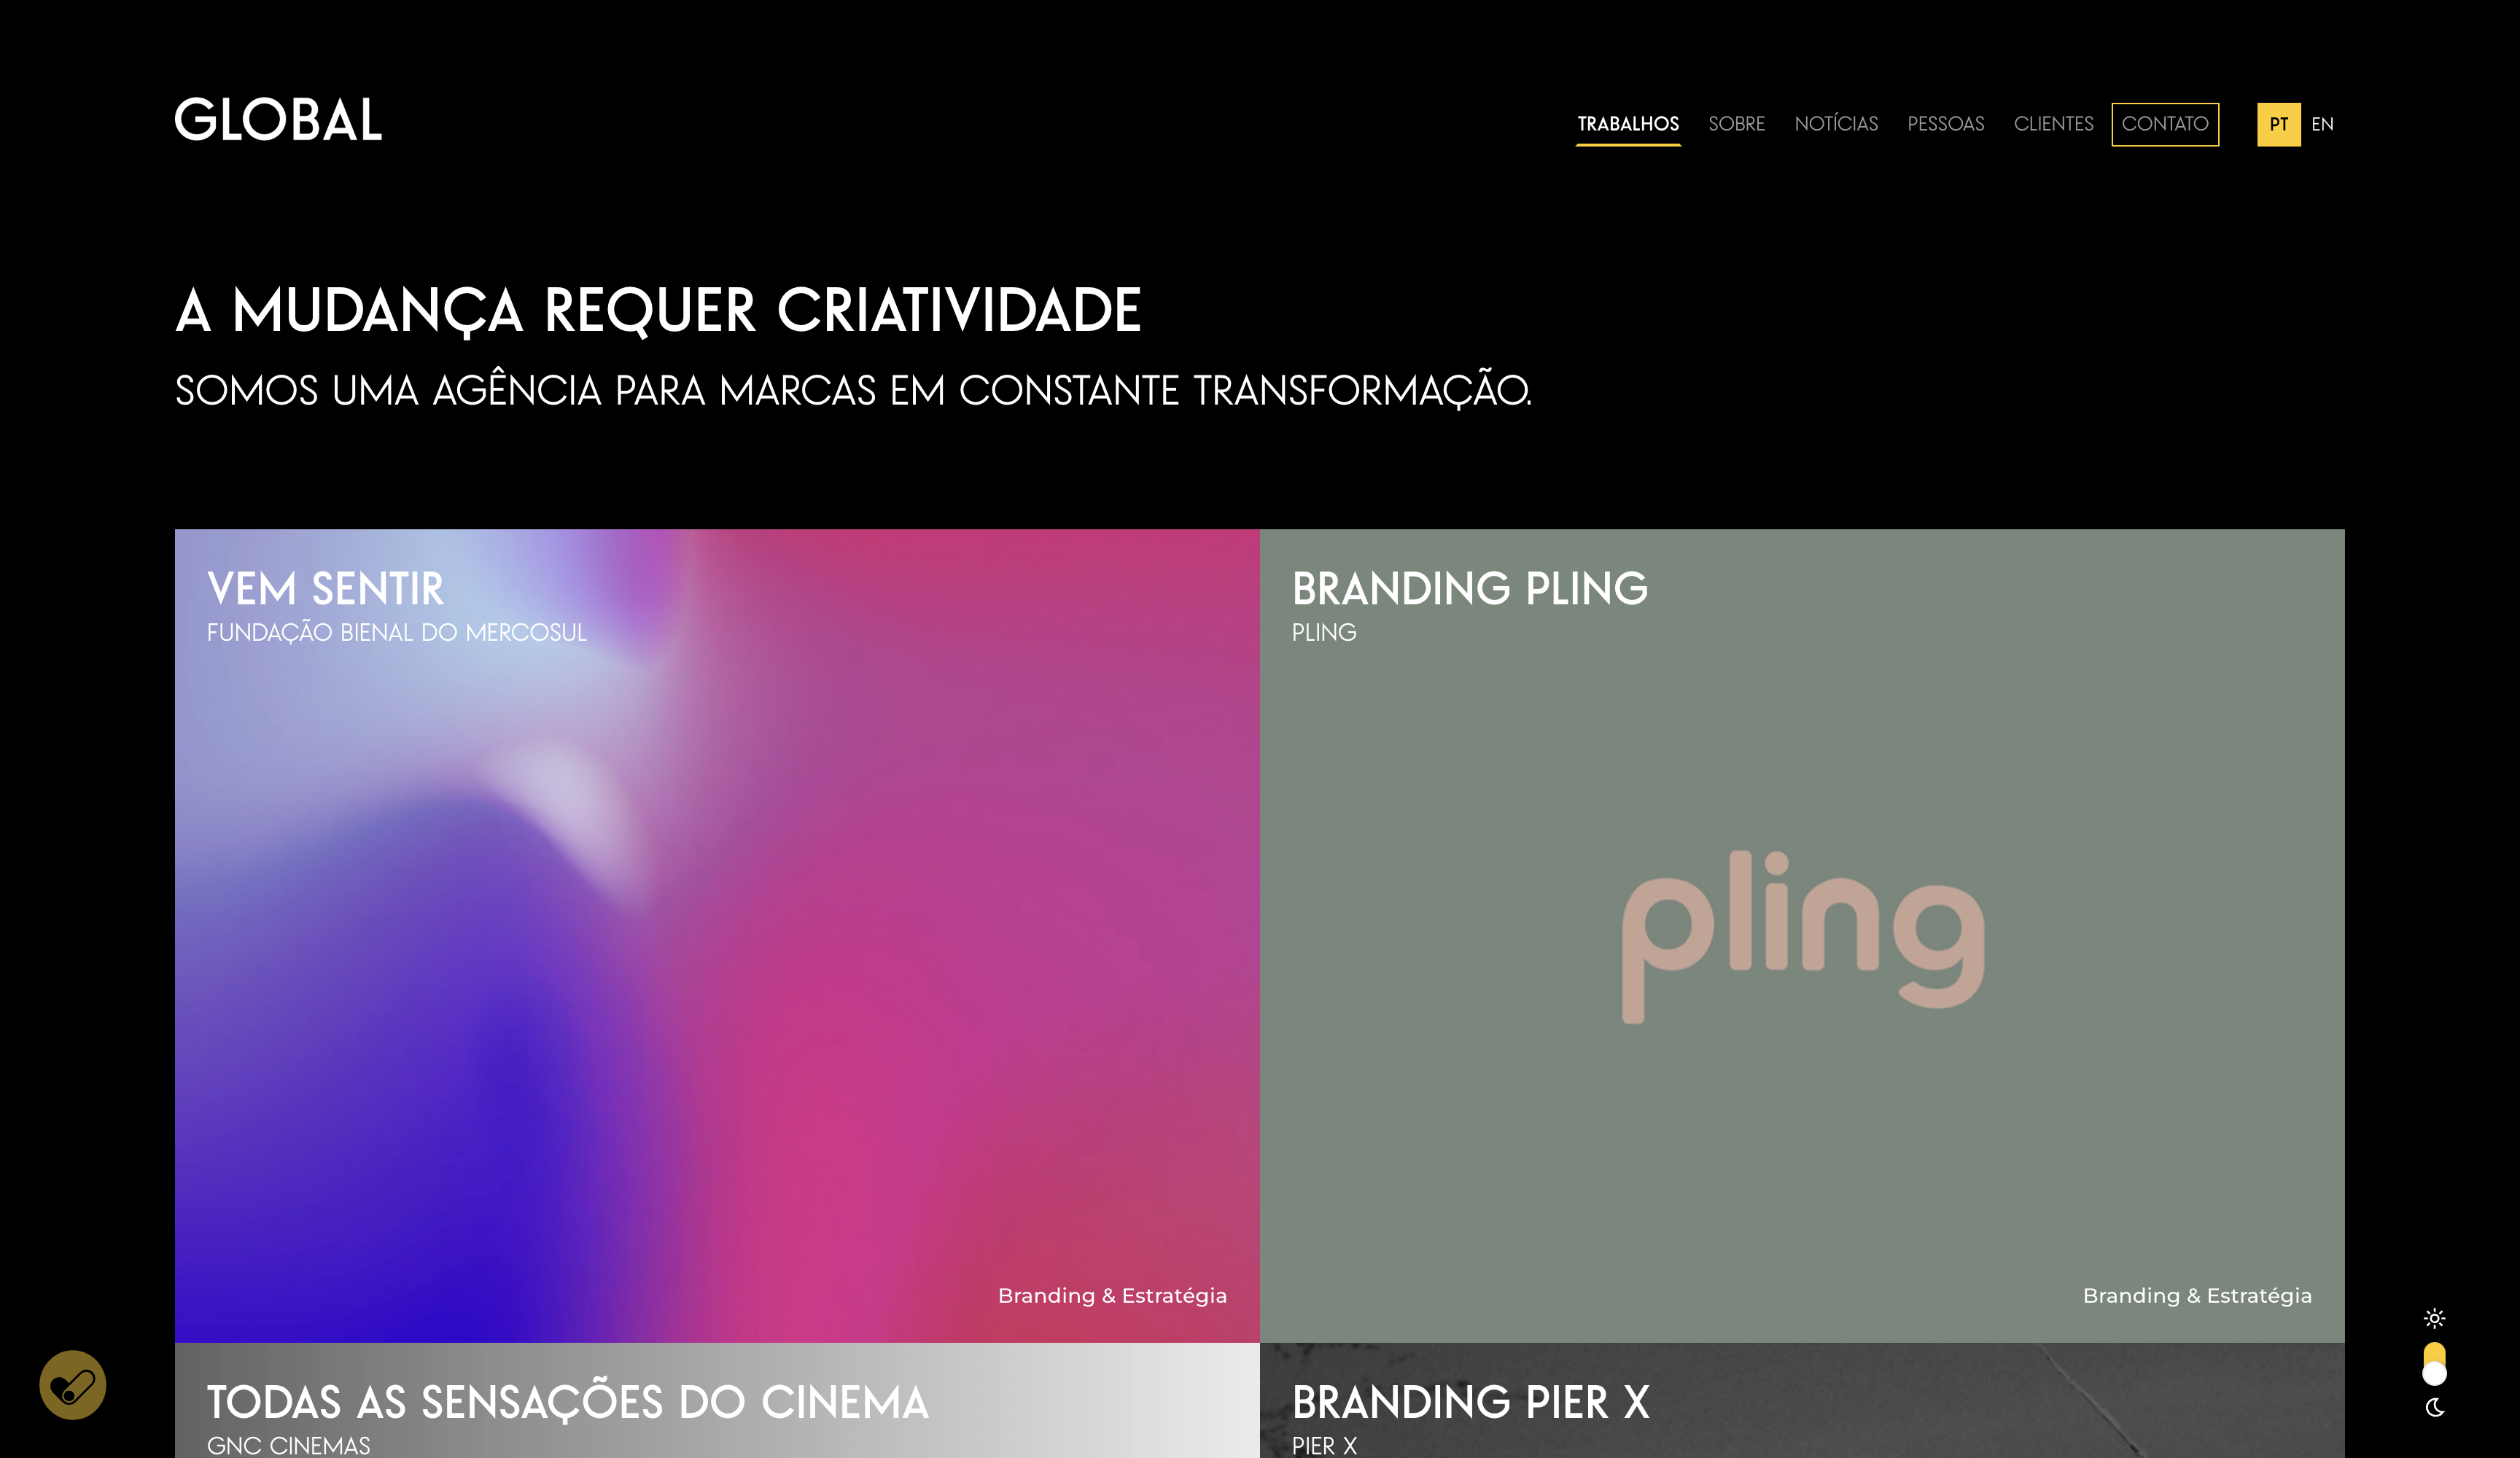 GLOBAL
TRABALHOS SOBRE NOTÍCIAS PESSOAS CLIENTES CONTATO PT EN
A MUDANÇA REQUER CRIATIVIDADE
SOMOS UMA AGÊNCIA PARA MARCAS EM CONSTANTE TRANSFORMAÇÃO.
VEM SENTIR
FUNDAÇÃO BIENAL DO MERCOSUL
Branding & Estratégia
BRANDING PLING
PLING
pling
Branding & Estratégia
TODAS AS SENSAÇÕES DO CINEMA
GNC CINEMAS
BRANDING PIER X
PIER X